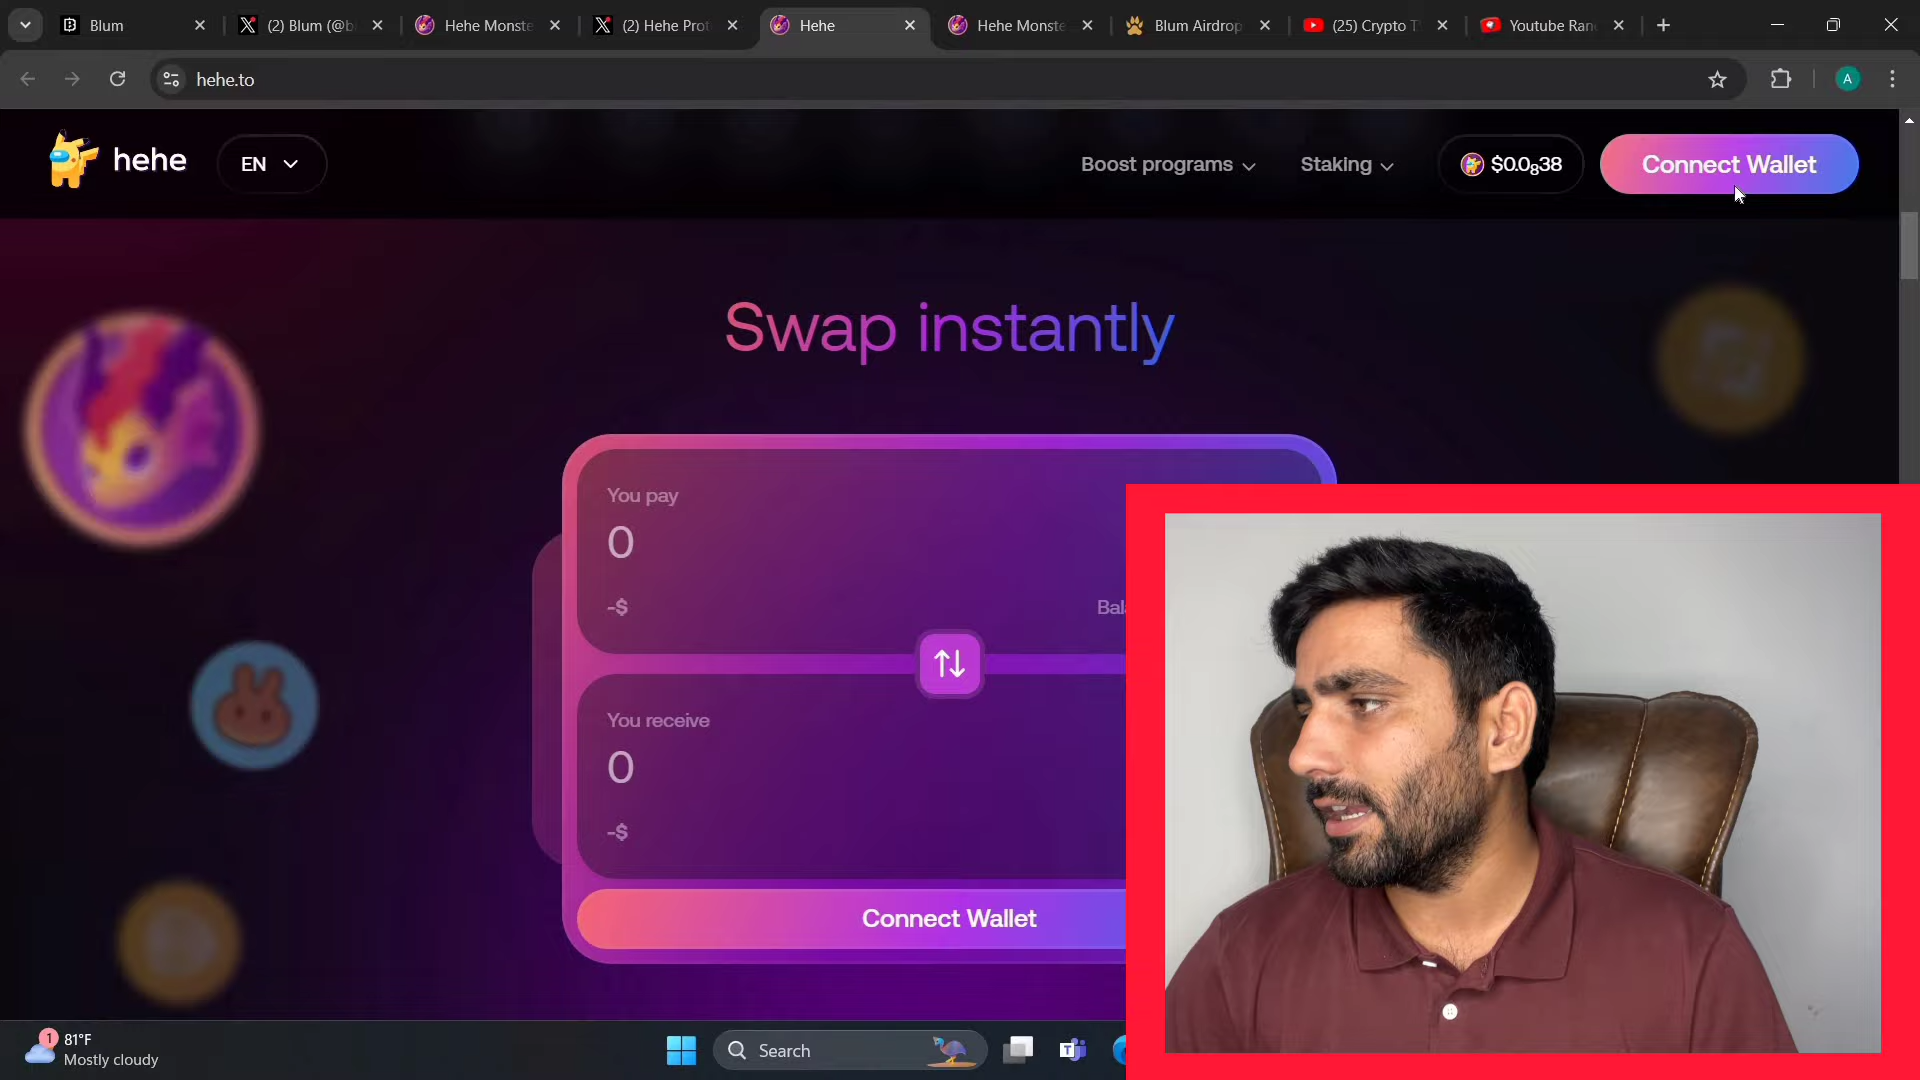 Blum
(2) Blum (@b
Hehe Monste
(2) Hehe Prot
Hehe
Hehe Monste
Blum Airdrop
(25) Crypto T
Youtube Ran
hehe.to
A
hehe
EN
Boost programs
Staking
$0.0₈38
Connect Wallet
Swap instantly
You pay
0
-$
Bal
You receive
0
-$
Connect Wallet
1
81°F
Mostly cloudy
Search
T